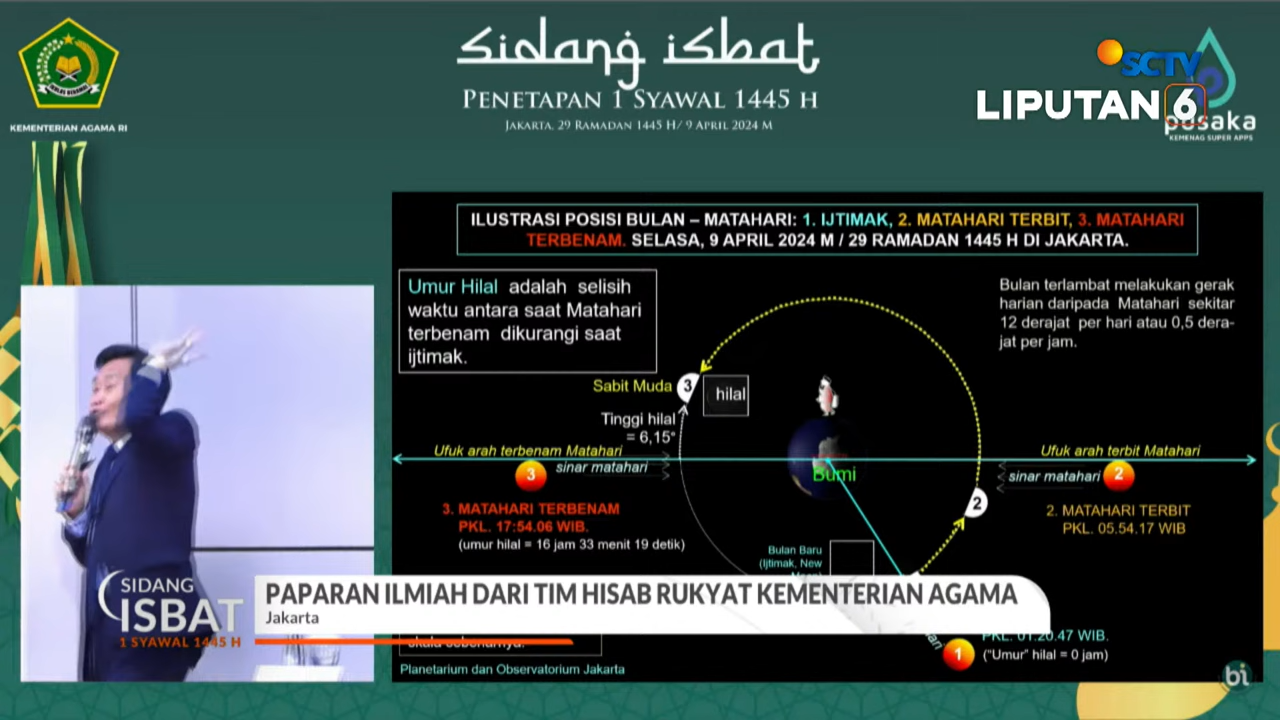 KEMENTERIAN AGAMA RI
sidang isbat
PENETAPAN 1 SYAWAL 1445 H
JAKARTA, 29 RAMADAN 1445 H/ 9 APRIL 2024 M
SCTV
LIPUTAN 6
pusaka
KEMENAG SUPER APPS
ILUSTRASI POSISI BULAN – MATAHARI: 1. IJTIMAK, 2. MATAHARI TERBIT, 3. MATAHARI
TERBENAM. SELASA, 9 APRIL 2024 M / 29 RAMADAN 1445 H DI JAKARTA.
Umur Hilal adalah selisih
waktu antara saat Matahari
terbenam dikurangi saat
ijtimak.
Bulan terlambat melakukan gerak
harian daripada Matahari sekitar
12 derajat per hari atau 0,5 dera-
jat per jam.
Sabit Muda
3
hilal
Tinggi hilal
= 6,15°
Ufuk arah terbenam Matahari
sinar matahari
3
Bumi
Ufuk arah terbit Matahari
sinar matahari
2
2
3. MATAHARI TERBENAM
PKL. 17:54.06 WIB.
(umur hilal = 16 jam 33 menit 19 detik)
2. MATAHARI TERBIT
PKL. 05.54.17 WIB
Bulan Baru
(Ijtimak, New
SIDANG
ISBAT
1 SYAWAL 1445 H
PAPARAN ILMIAH DARI TIM HISAB RUKYAT KEMENTERIAN AGAMA
Jakarta
PKL. 01.20.47 WIB.
1
("Umur" hilal = 0 jam)
Planetarium dan Observatorium Jakarta
bi